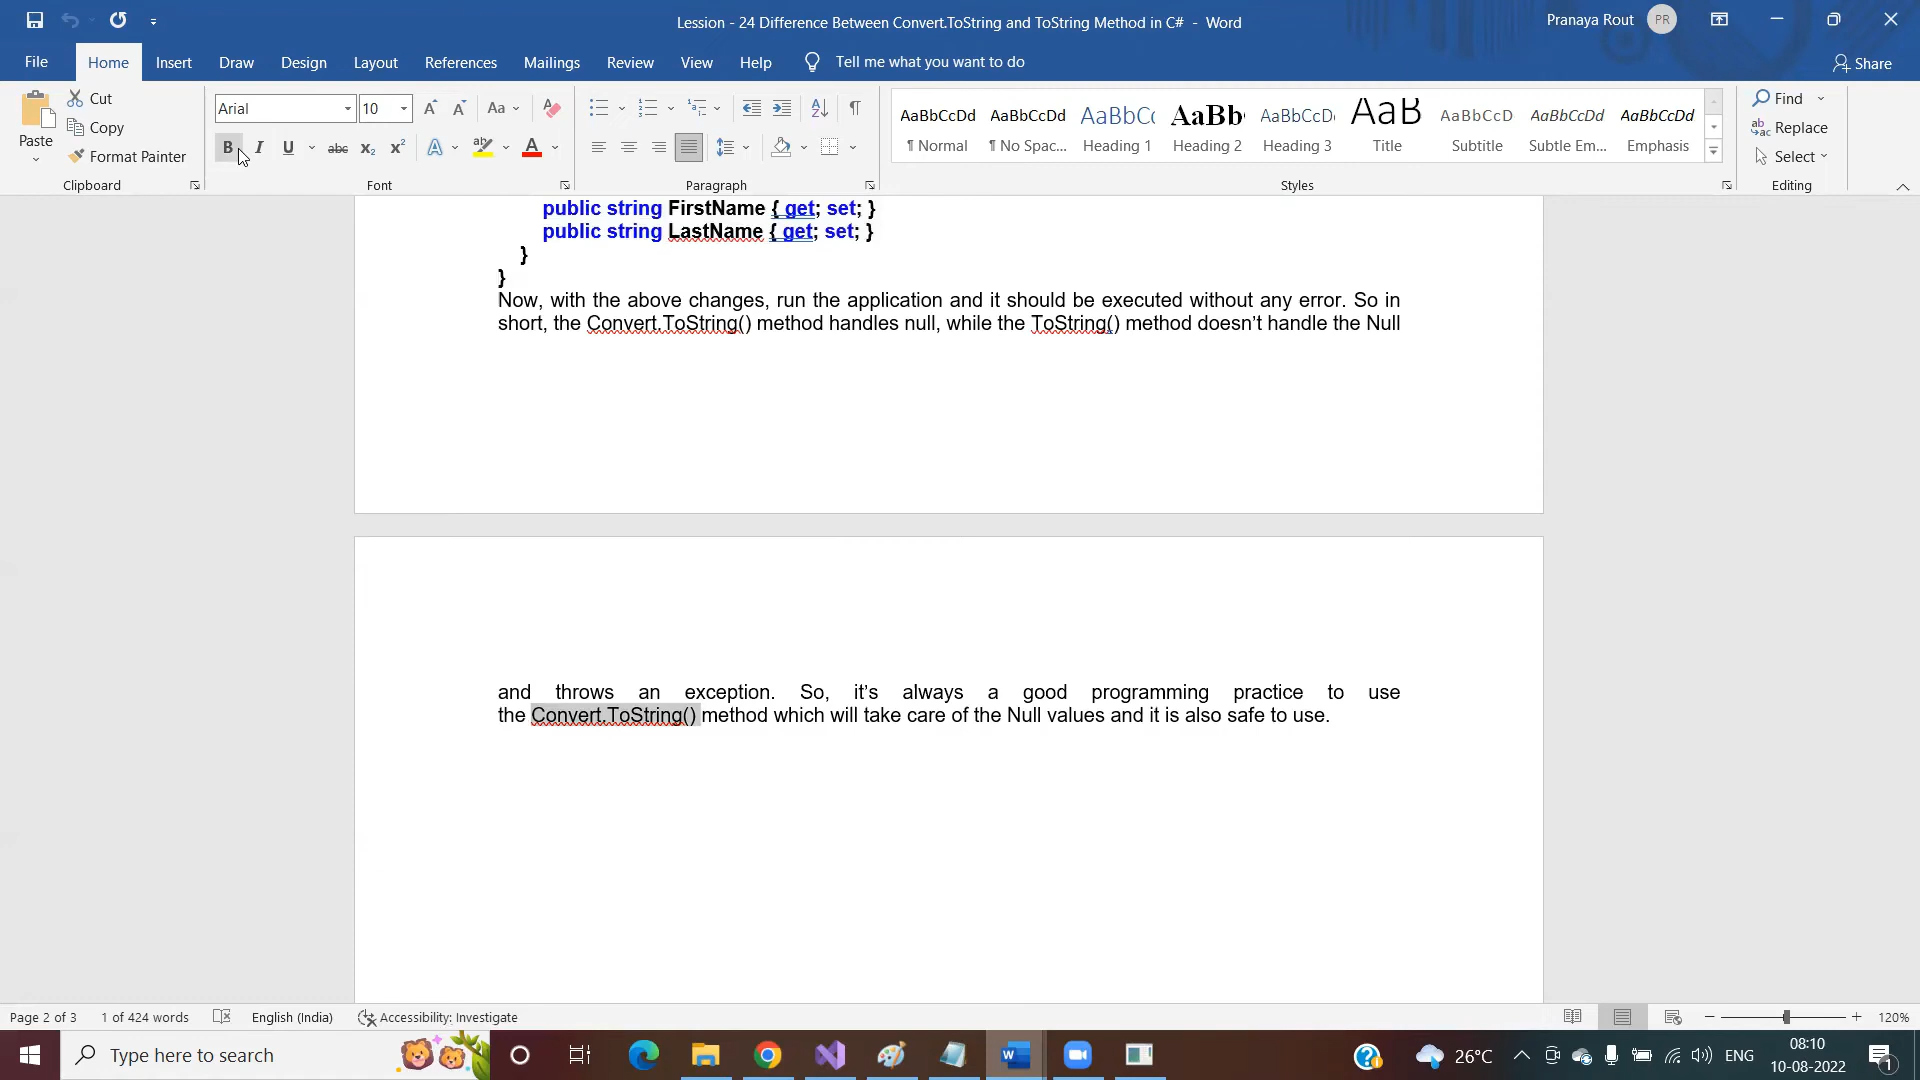 Lession - 24 Difference Between Convert.ToString and ToString Method in C# - Word
Pranaya Rout PR
File Home Insert Draw Design Layout References Mailings Review View Help Tell me what you want to do Share
Paste
Cut
Copy
Format Painter
Clipboard
Arial 10 Aa
B I U abc x₂ x² A ab A
Font
Paragraph
AaBbCcDd AaBbCcDd AaBbCc AaBb AaBbCcD AaB AaBbCcD AaBbCcDd AaBbCcDd
¶ Normal ¶ No Spac... Heading 1 Heading 2 Heading 3 Title Subtitle Subtle Em... Emphasis
Styles
Find
Replace
Select
Editing
public string FirstName { get; set; }
public string LastName { get; set; }
}
}
Now, with the above changes, run the application and it should be executed without any error. So in
short, the Convert.ToString() method handles null, while the ToString() method doesn’t handle the Null
and throws an exception. So, it’s always a good programming practice to use
the Convert.ToString() method which will take care of the Null values and it is also safe to use.
Page 2 of 3 1 of 424 words English (India) Accessibility: Investigate 120%
Type here to search
26°C ENG
08:10
10-08-2022
1